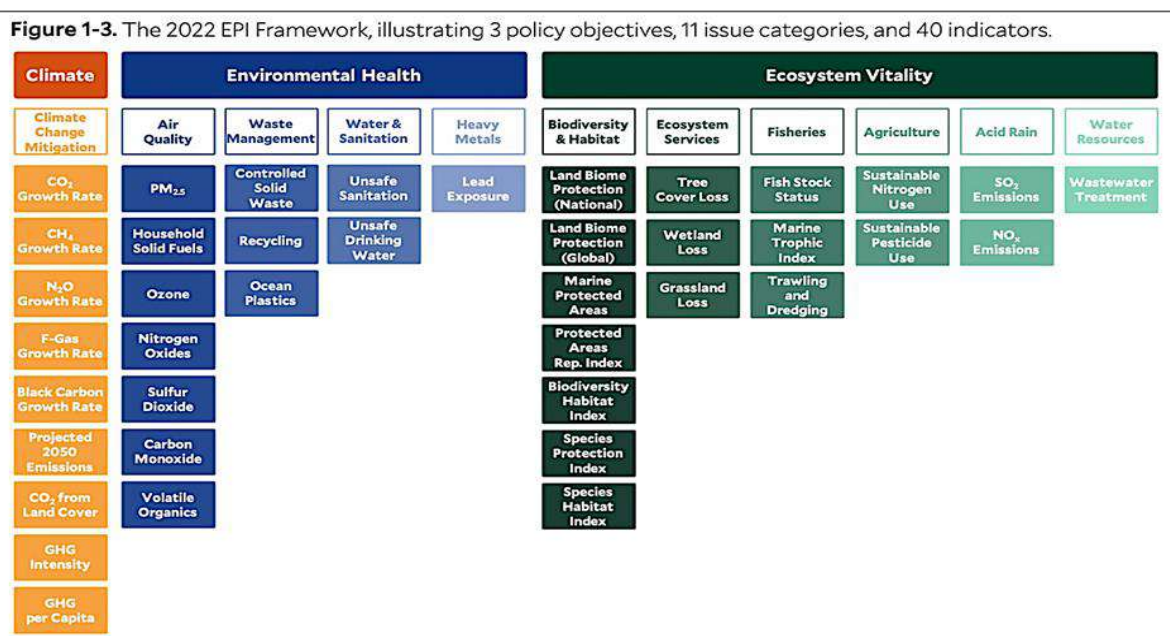 Figure 1-3. The 2022 EPI Framework, illustrating 3 policy objectives, 11 issue categories, and 40 indicators.
Climate
Environmental Health
Ecosystem Vitality
Climate
Change
Mitigation
Air
Quality
Waste
Management
Water &
Sanitation
Heavy
Metals
Biodiversity
& Habitat
Ecosystem
Services
Fisheries
Agriculture
Acid Rain
Water
Resources
CO₂
Growth Rate
PM₂.₅
Controlled
Solid
Waste
Unsafe
Sanitation
Lead
Exposure
Land Biome
Protection
(National)
Tree
Cover Loss
Fish Stock
Status
Sustainable
Nitrogen
Use
SO₂
Emissions
Wastewater
Treatment
CH₄
Growth Rate
Household
Solid Fuels
Recycling
Unsafe
Drinking
Water
Land Biome
Protection
(Global)
Wetland
Loss
Marine
Trophic
Index
Sustainable
Pesticide
Use
NOₓ
Emissions
N₂O
Growth Rate
Ozone
Ocean
Plastics
Marine
Protected
Areas
Grassland
Loss
Trawling
and
Dredging
F-Gas
Growth Rate
Nitrogen
Oxides
Protected
Areas
Rep. Index
Black Carbon
Growth Rate
Sulfur
Dioxide
Biodiversity
Habitat
Index
Projected
2050
Emissions
Carbon
Monoxide
Species
Protection
Index
CO₂ from
Land Cover
Volatile
Organics
Species
Habitat
Index
GHG
Intensity
GHG
per Capita